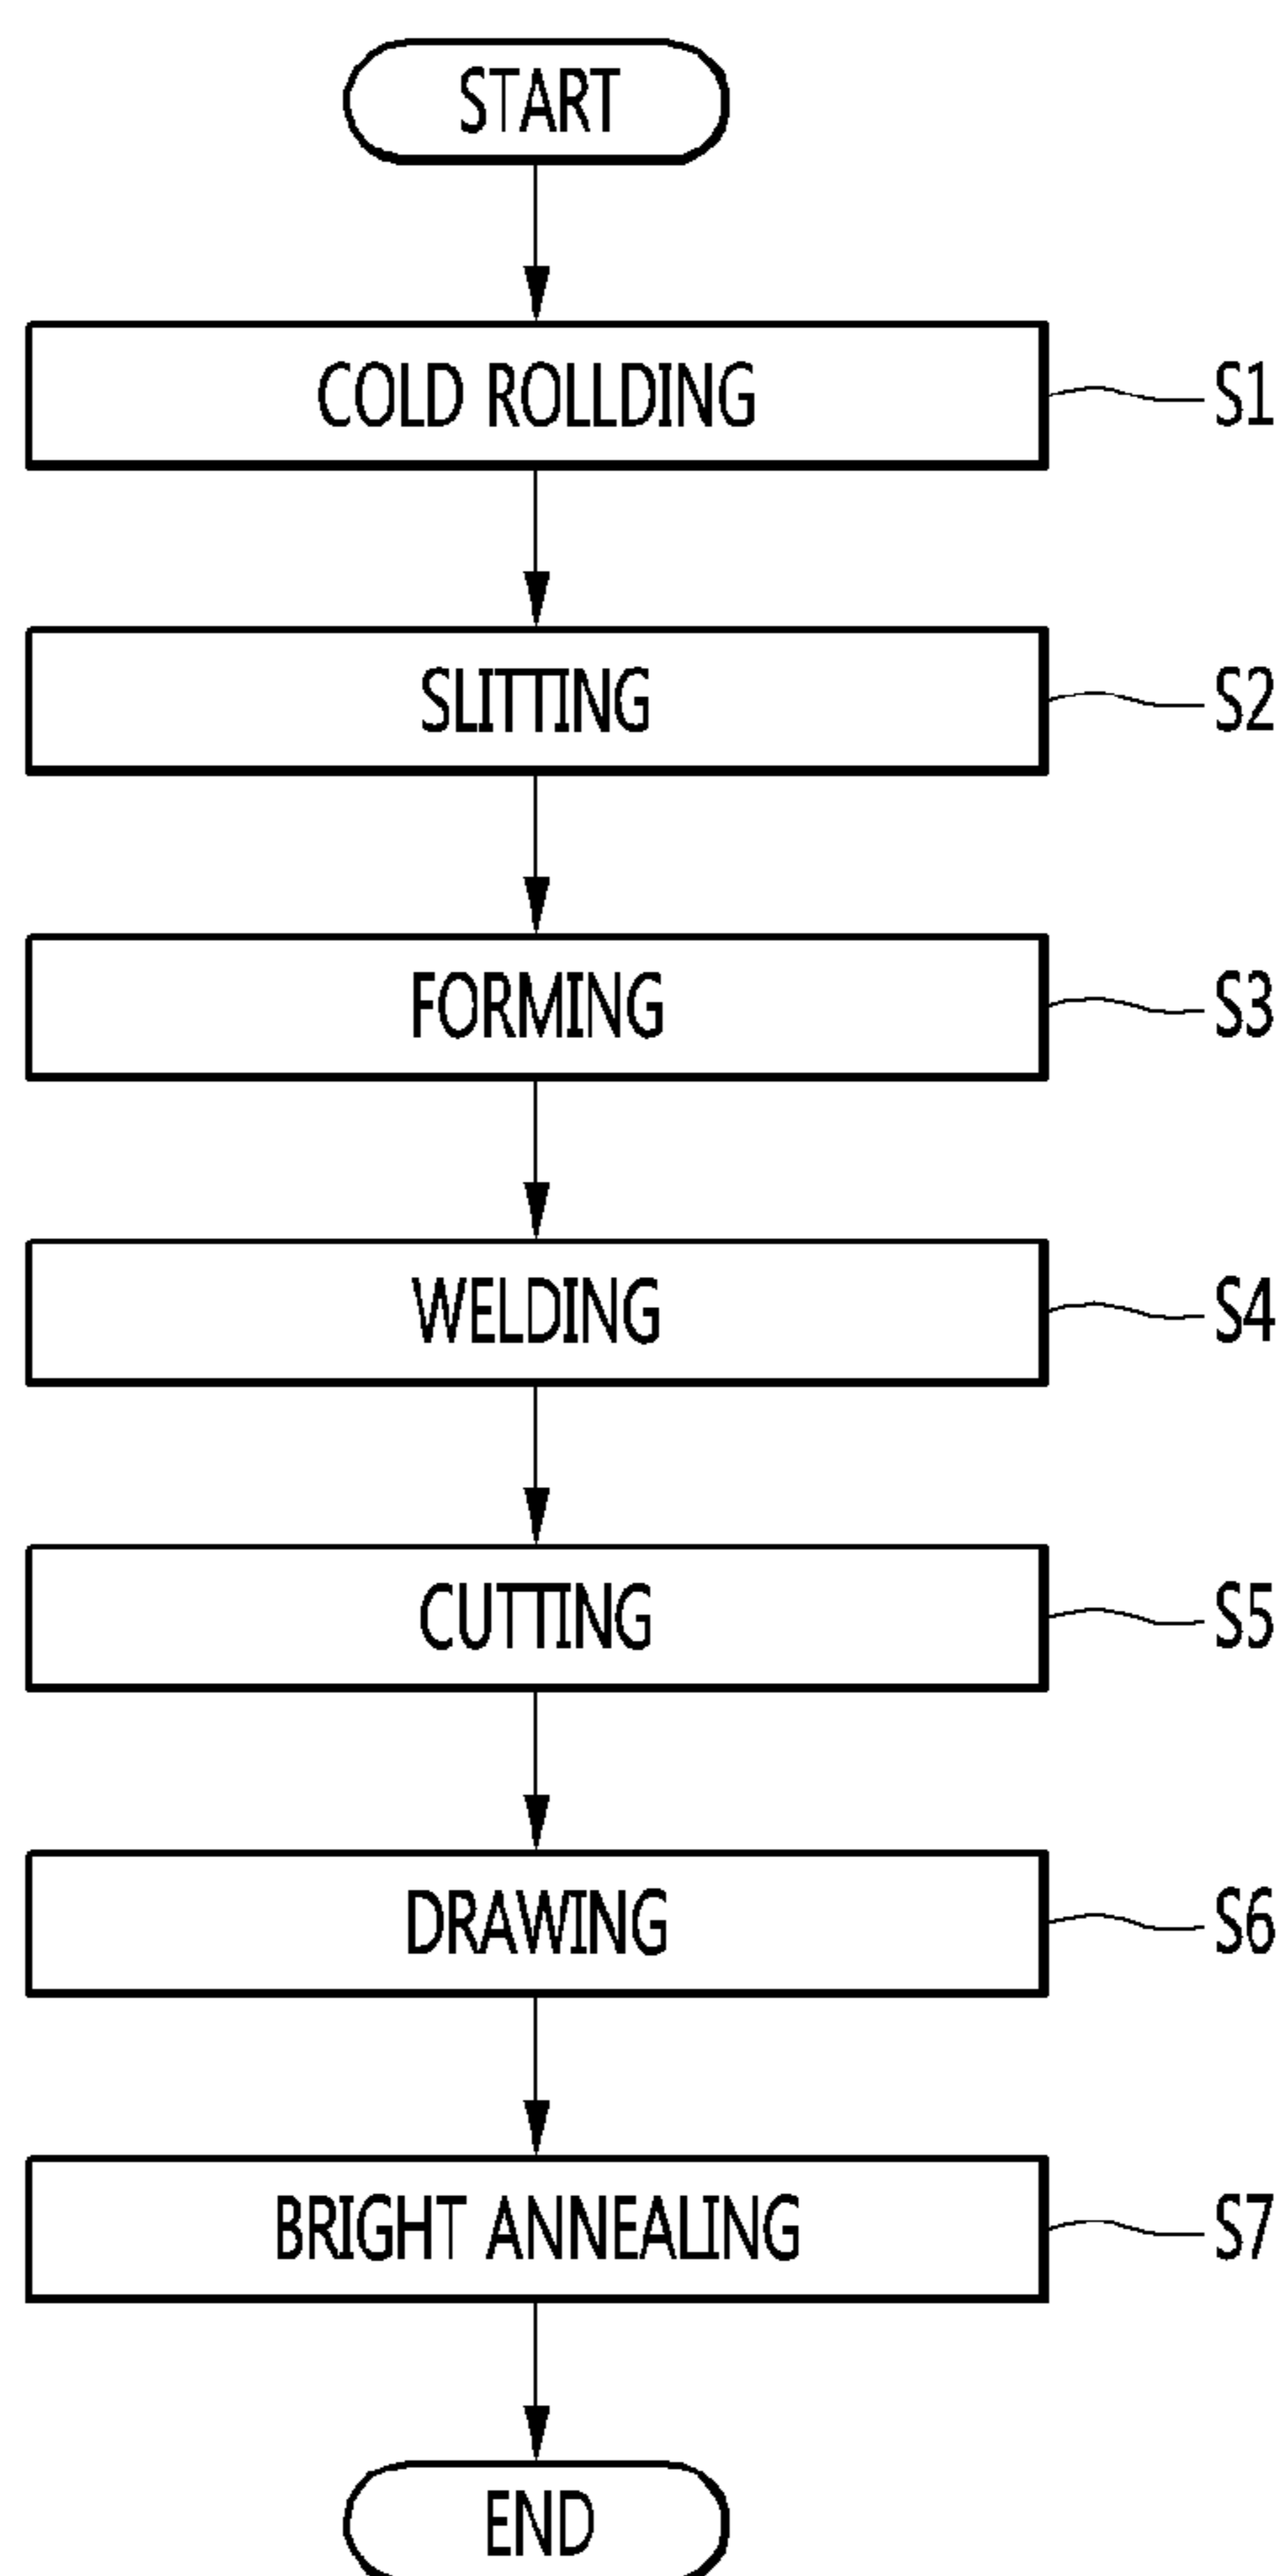 START
COLD ROLLDING S1
SLITTING S2
FORMING S3
WELDING S4
CUTTING S5
DRAWING S6
BRIGHT ANNEALING S7
END